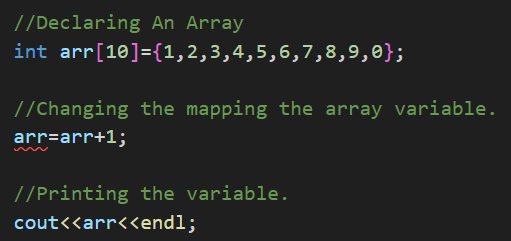 //Declaring An Array
int arr[10]={1,2,3,4,5,6,7,8,9,0};
//Changing the mapping the array variable.
arr=arr+1;
//Printing the variable.
cout<<arr<<endl;